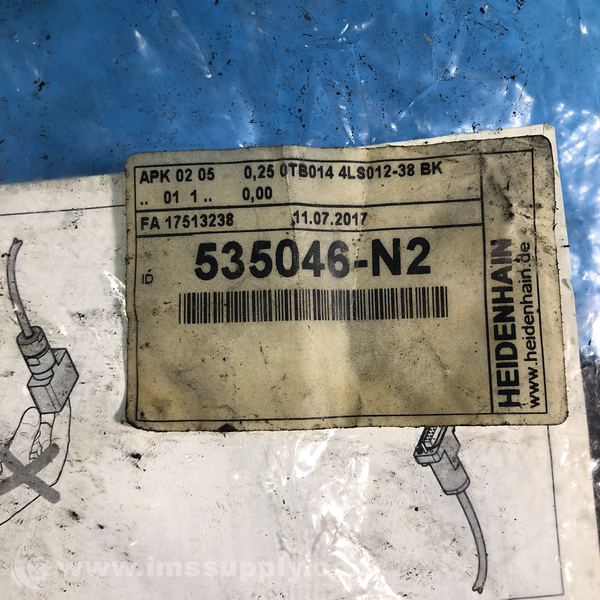 APK 02 05 0,25 0TB014 4LS012-38 BK
.. 01 1 .. 0,00
FA 17513238 11.07.2017
ID 535046-N2
HEIDENHAIN
www.heidenhain.de
© www.imssupply